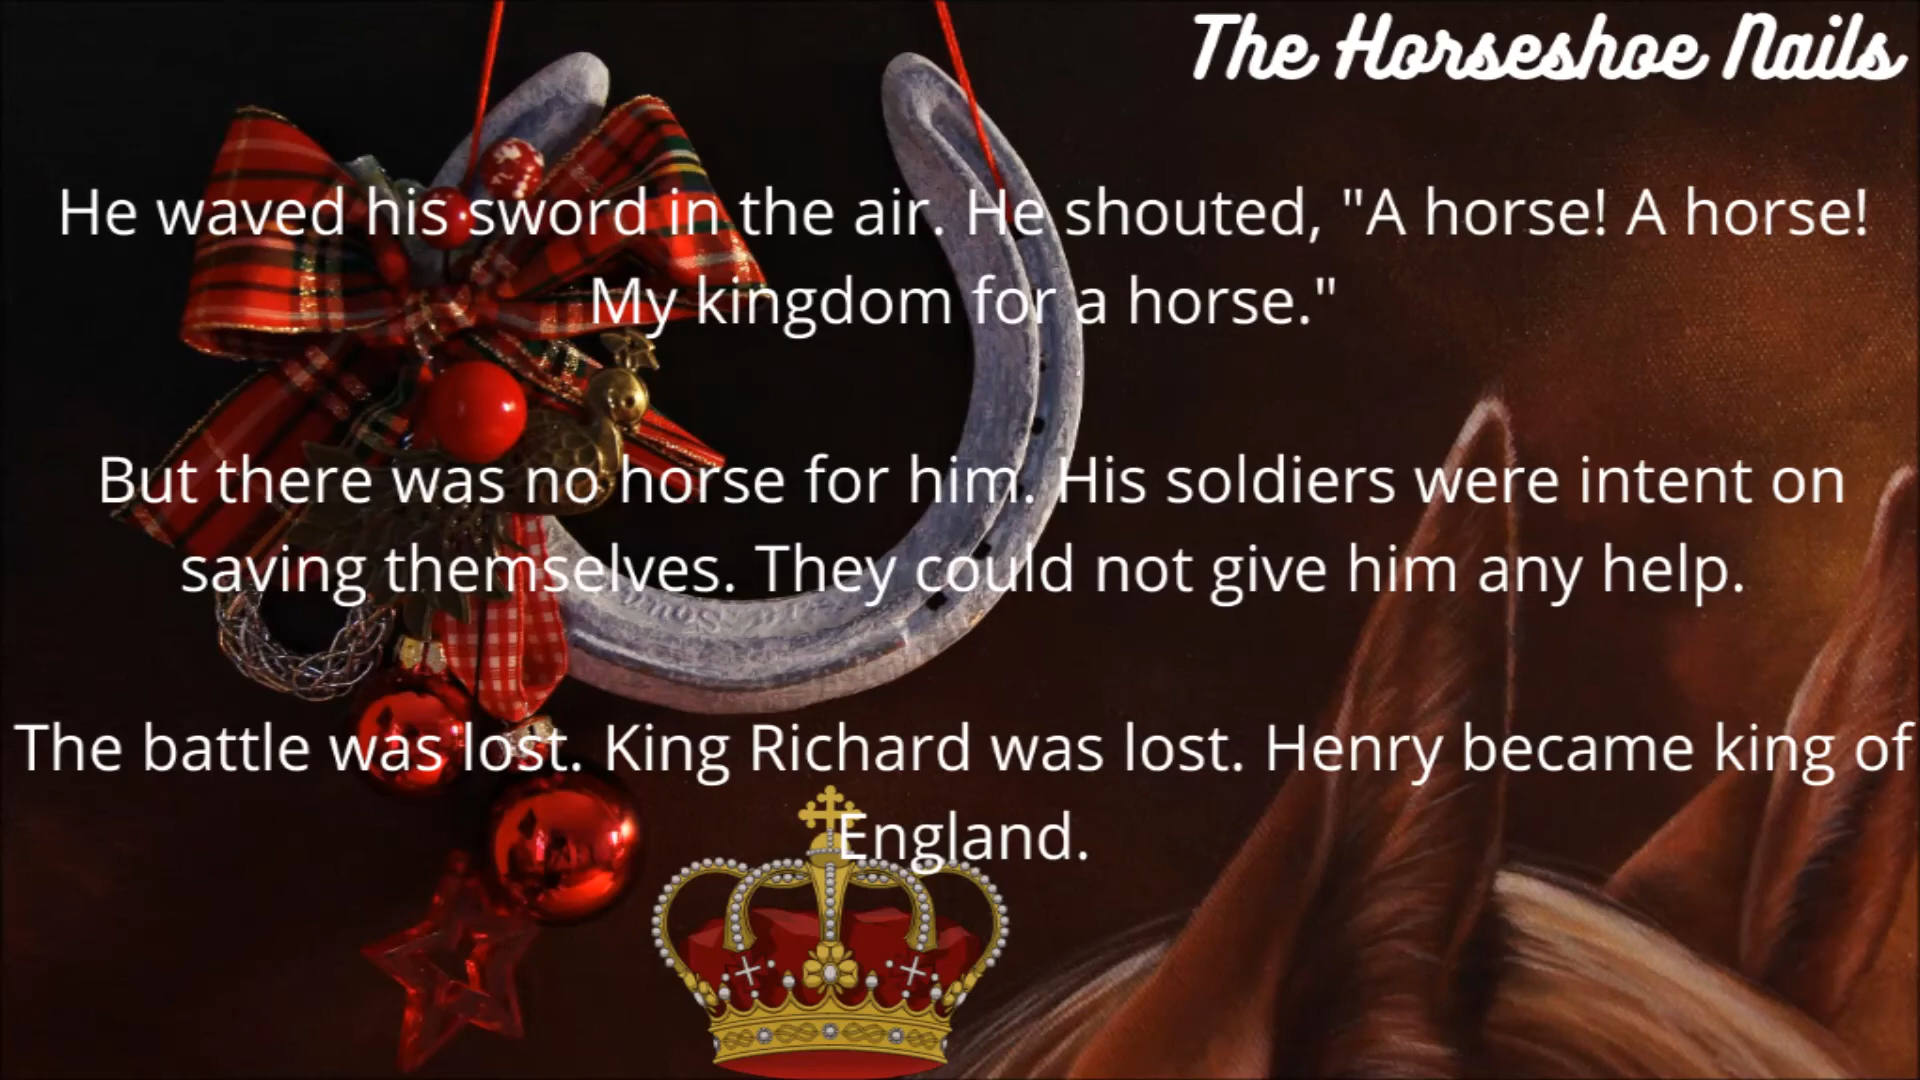 The Horseshoe Nails
He waved his sword in the air. He shouted, "A horse! A horse!
My kingdom for a horse."
But there was no horse for him. His soldiers were intent on
saving themselves. They could not give him any help.
The battle was lost. King Richard was lost. Henry became king of
England.